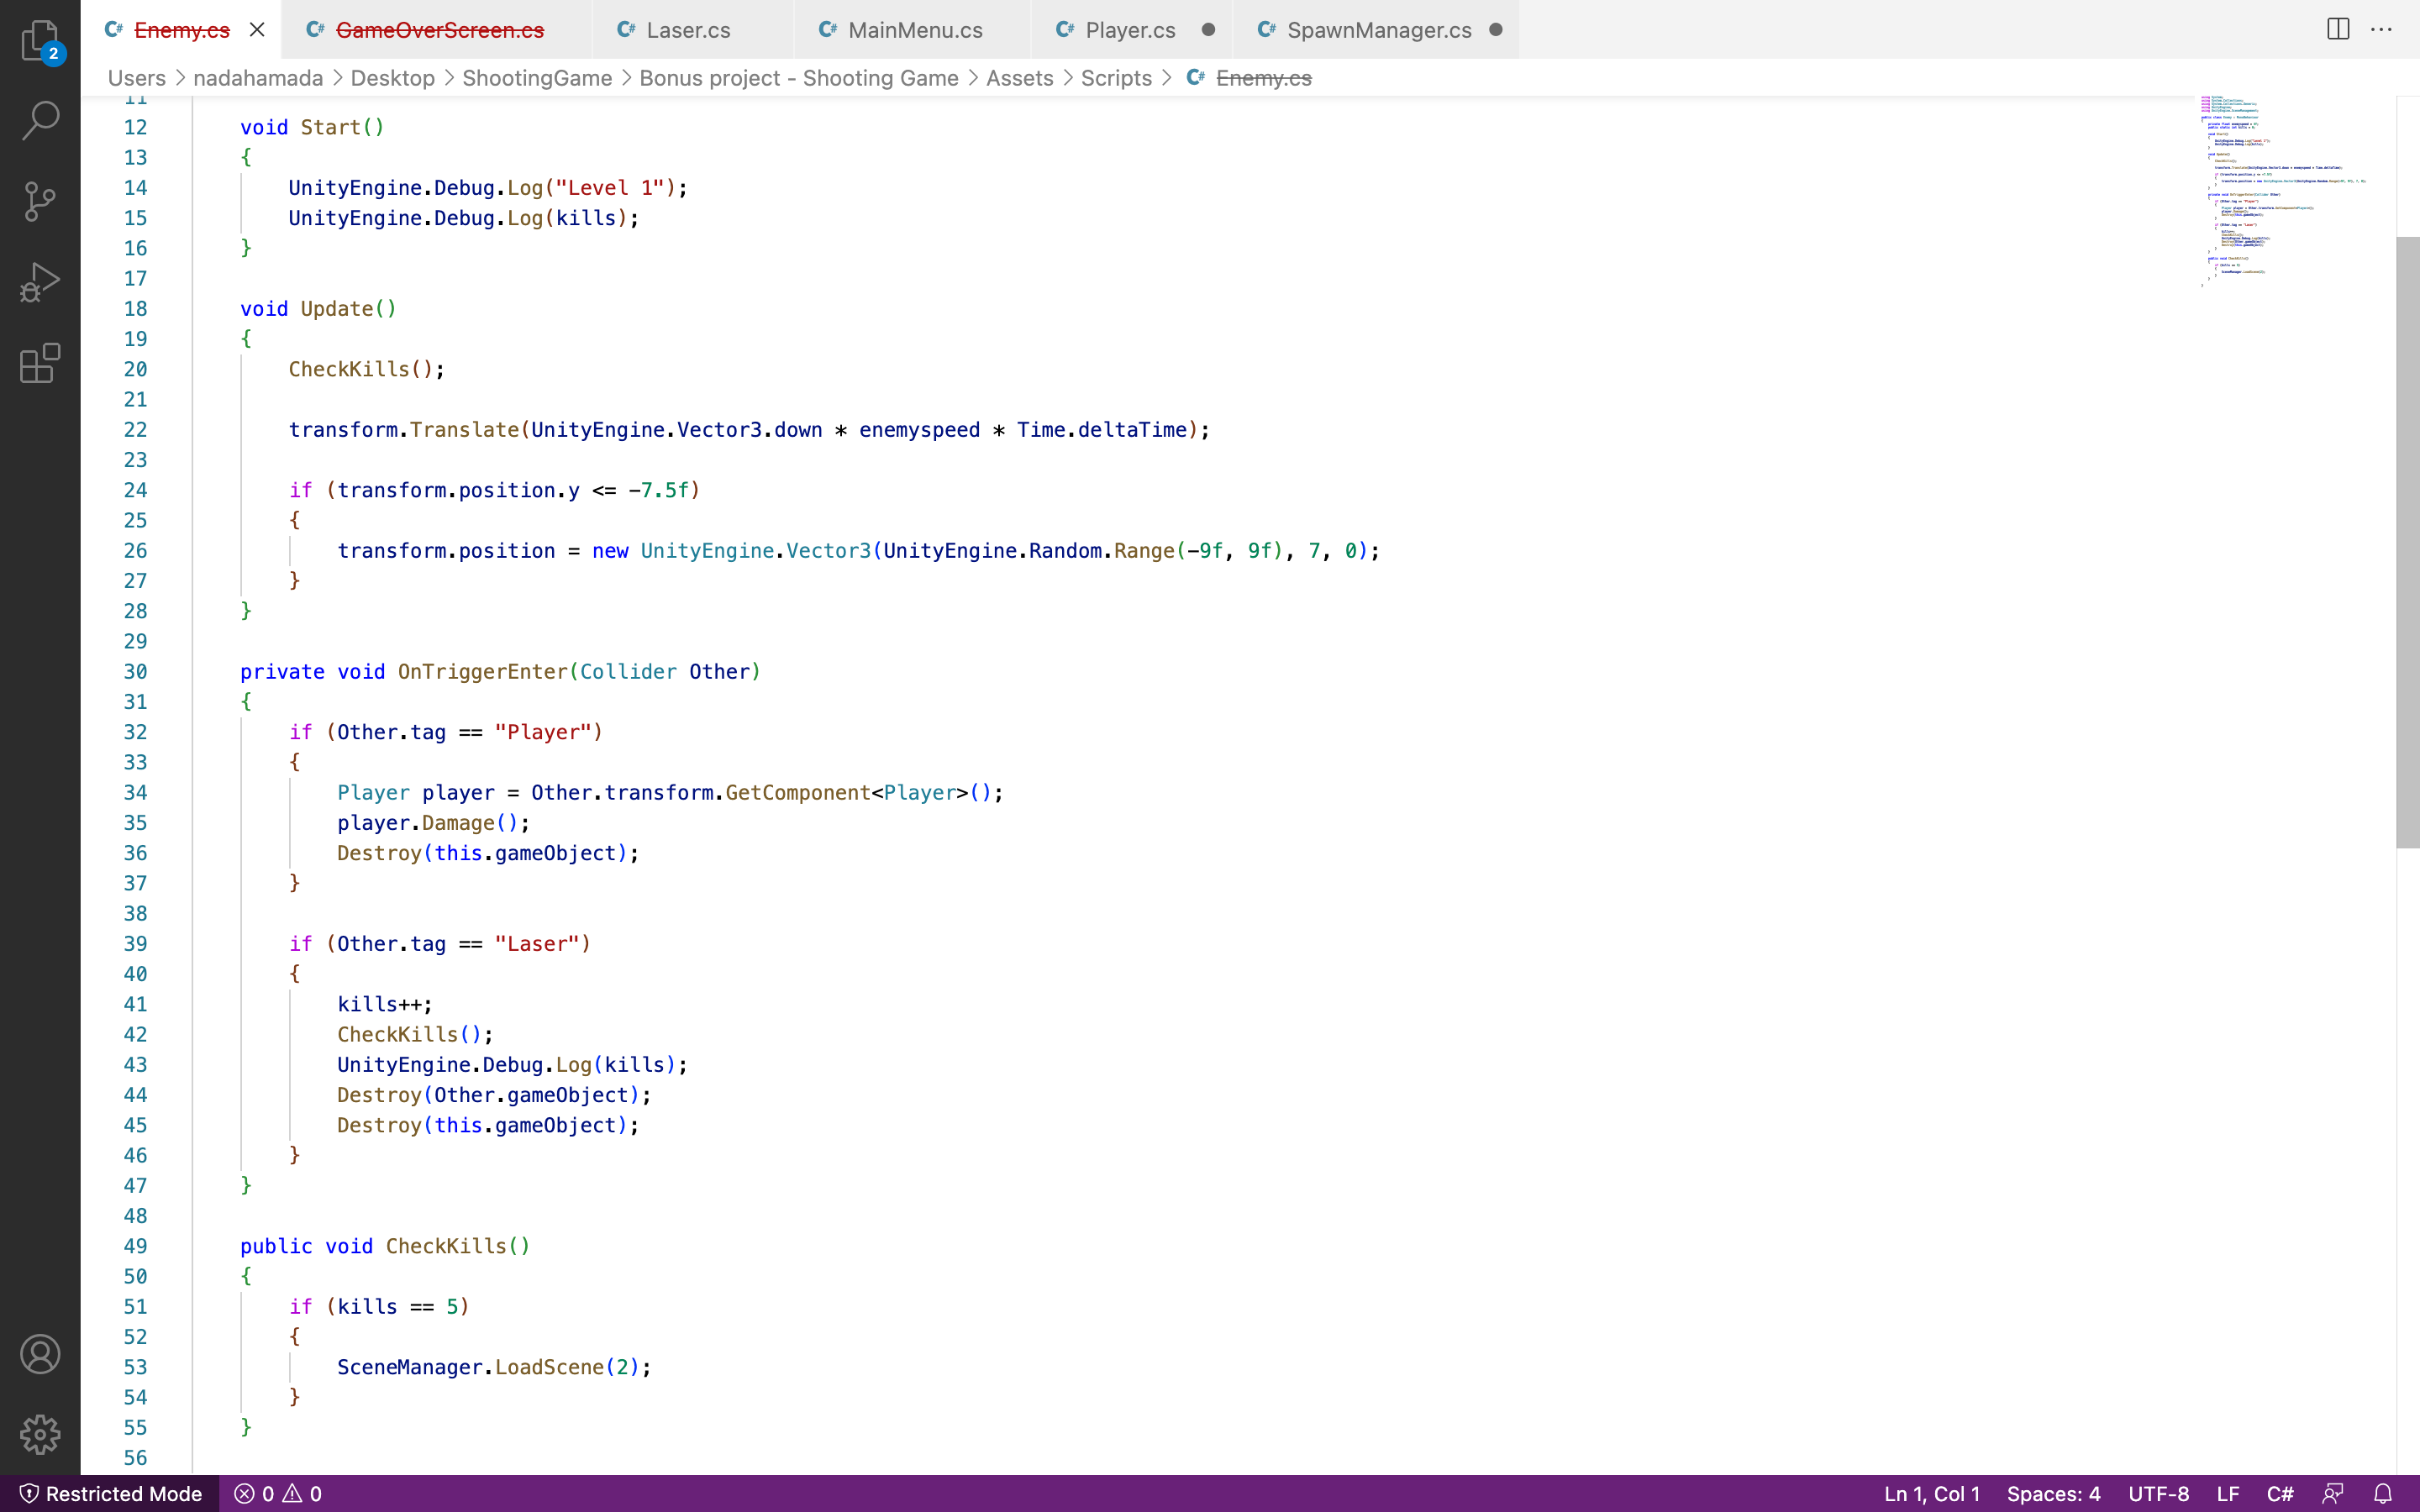 2
C# Enemy.cs
C# GameOverScreen.cs
C# Laser.cs
C# MainMenu.cs
C# Player.cs
C# SpawnManager.cs
Users > nadahamada > Desktop > ShootingGame > Bonus project - Shooting Game > Assets > Scripts > C# Enemy.cs
11
12 void Start()
13 {
14 UnityEngine.Debug.Log("Level 1");
15 UnityEngine.Debug.Log(kills);
16 }
17
18 void Update()
19 {
20 CheckKills();
21
22 transform.Translate(UnityEngine.Vector3.down * enemyspeed * Time.deltaTime);
23
24 if (transform.position.y <= -7.5f)
25 {
26 transform.position = new UnityEngine.Vector3(UnityEngine.Random.Range(-9f, 9f), 7, 0);
27 }
28 }
29
30 private void OnTriggerEnter(Collider Other)
31 {
32 if (Other.tag == "Player")
33 {
34 Player player = Other.transform.GetComponent<Player>();
35 player.Damage();
36 Destroy(this.gameObject);
37 }
38
39 if (Other.tag == "Laser")
40 {
41 kills++;
42 CheckKills();
43 UnityEngine.Debug.Log(kills);
44 Destroy(Other.gameObject);
45 Destroy(this.gameObject);
46 }
47 }
48
49 public void CheckKills()
50 {
51 if (kills == 5)
52 {
53 SceneManager.LoadScene(2);
54 }
55 }
56
Restricted Mode 0 0 Ln 1, Col 1 Spaces: 4 UTF-8 LF C#